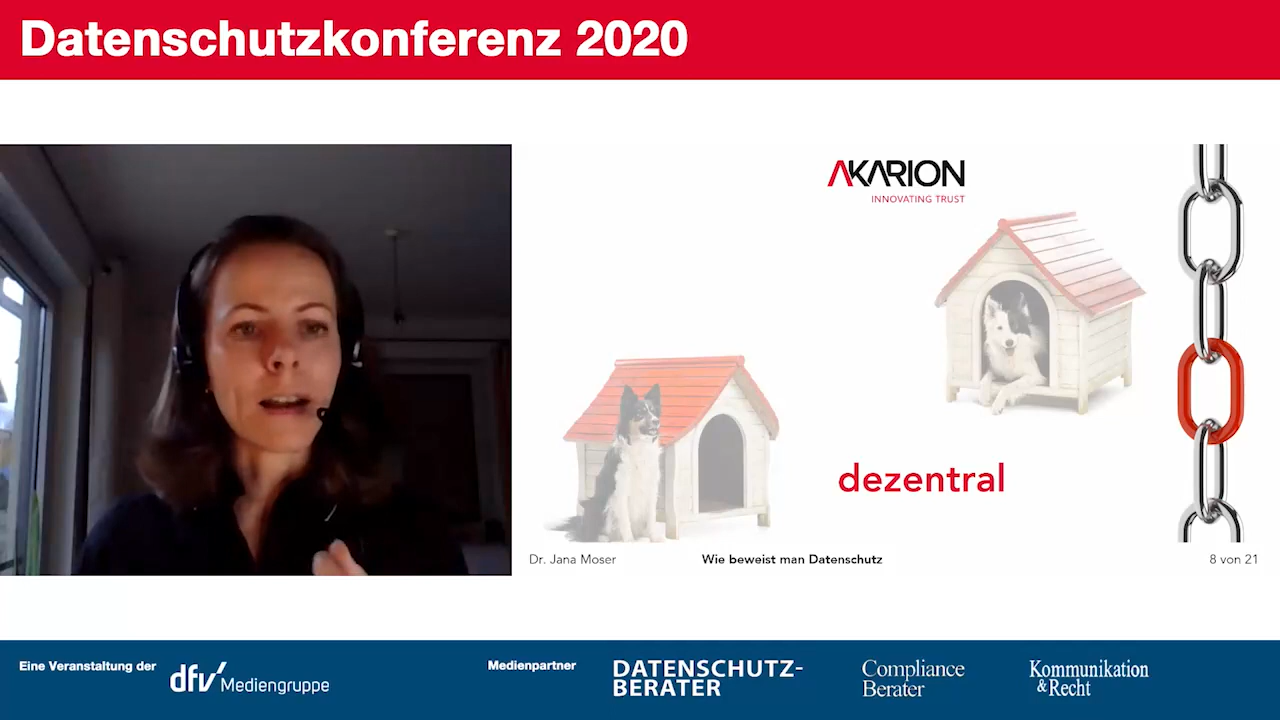 Datenschutzkonferenz 2020
AKARION
INNOVATING TRUST
dezentral
Dr. Jana Moser
Wie beweist man Datenschutz
8 von 21
Eine Veranstaltung der
dfv Mediengruppe
Medienpartner
DATENSCHUTZ-
BERATER
Compliance
Berater
Kommunikation
&Recht